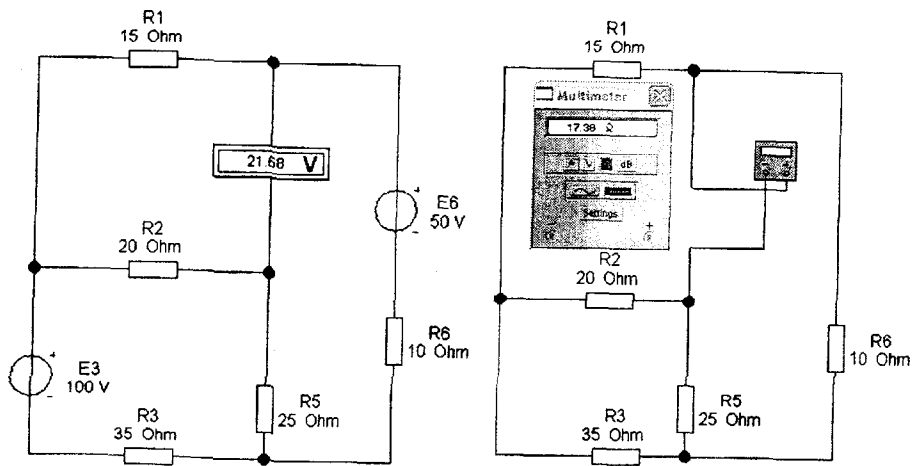 R1
15 Ohm
21.68 V
+
E6
50 V
-
R2
20 Ohm
+
E3
100 V
-
R6
10 Ohm
R5
25 Ohm
R3
35 Ohm
R1
15 Ohm
Multimeter
17.38 Ω
A V Ω dB
Settings
- +
R2
20 Ohm
R6
10 Ohm
R5
25 Ohm
R3
35 Ohm